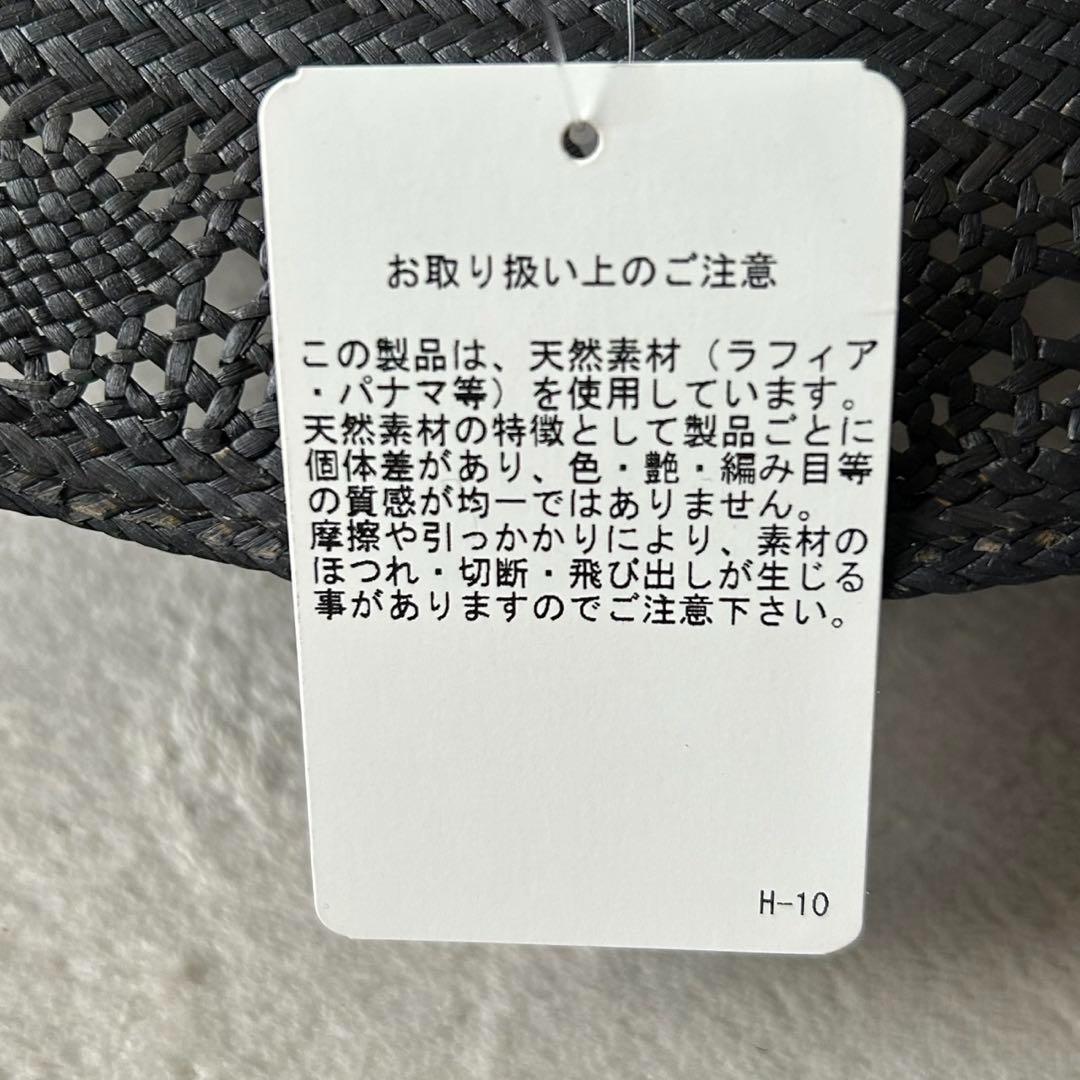 お取り扱い上のご注意
この製品は、天然素材（ラフィア
・パナマ等）を使用しています。
天然素材の特徴として製品ごとに
個体差があり、色・艶・編み目等
の質感が均一ではありません。
摩擦や引っかかりにより、素材の
ほつれ・切断・飛び出しが生じる
事がありますのでご注意下さい。
H-10